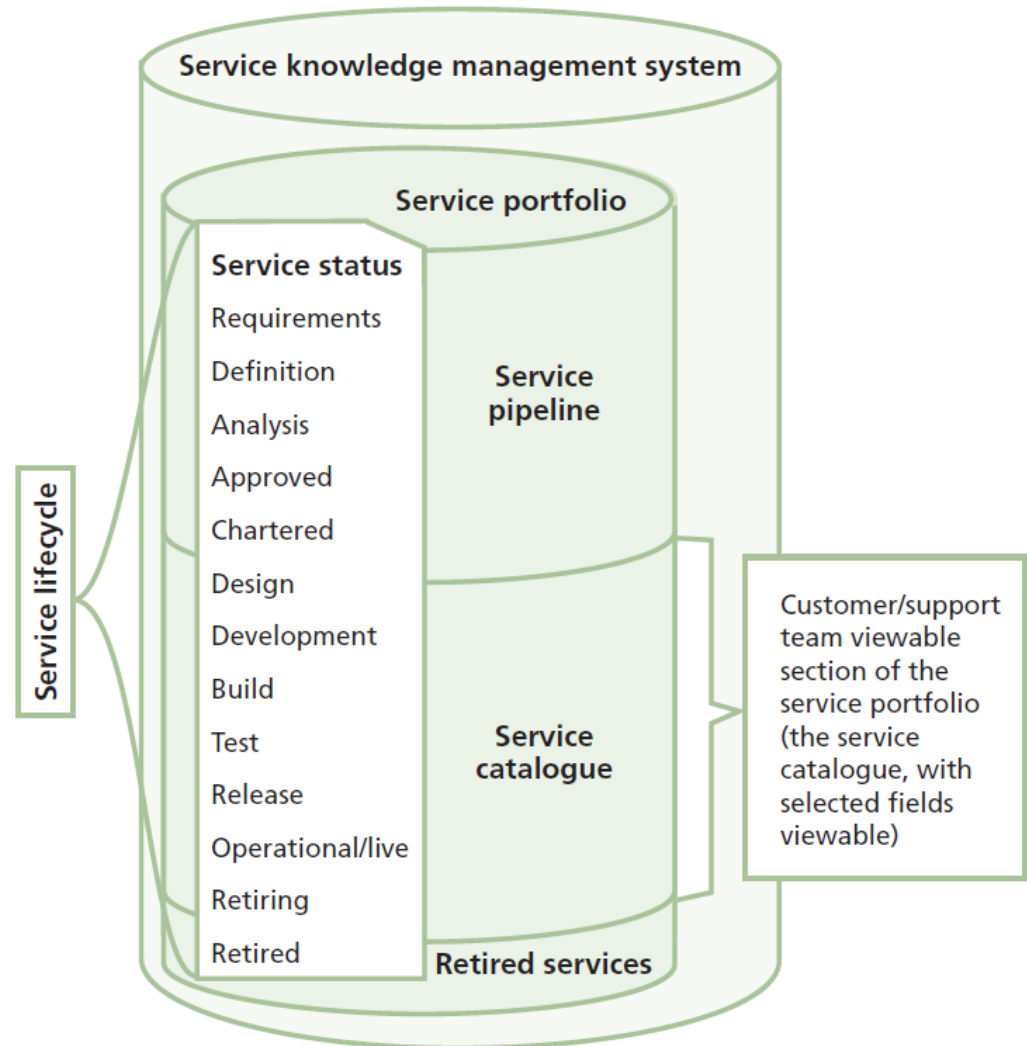 Service knowledge management system
Service portfolio
Service status
Requirements
Definition
Analysis
Approved
Chartered
Design
Development
Build
Test
Release
Operational/live
Retiring
Retired
Service
pipeline
Service
catalogue
Retired services
Service lifecycle
Customer/support
team viewable
section of the
service portfolio
(the service
catalogue, with
selected fields
viewable)